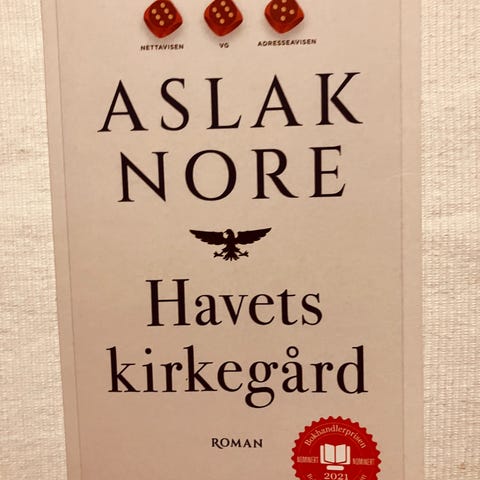 NETTAVISEN VG ADRESSEAVISEN
ASLAK
NORE
Havets
kirkegård
ROMAN
Bokhandlerprisen
NOMINERT NOMINERT
2021